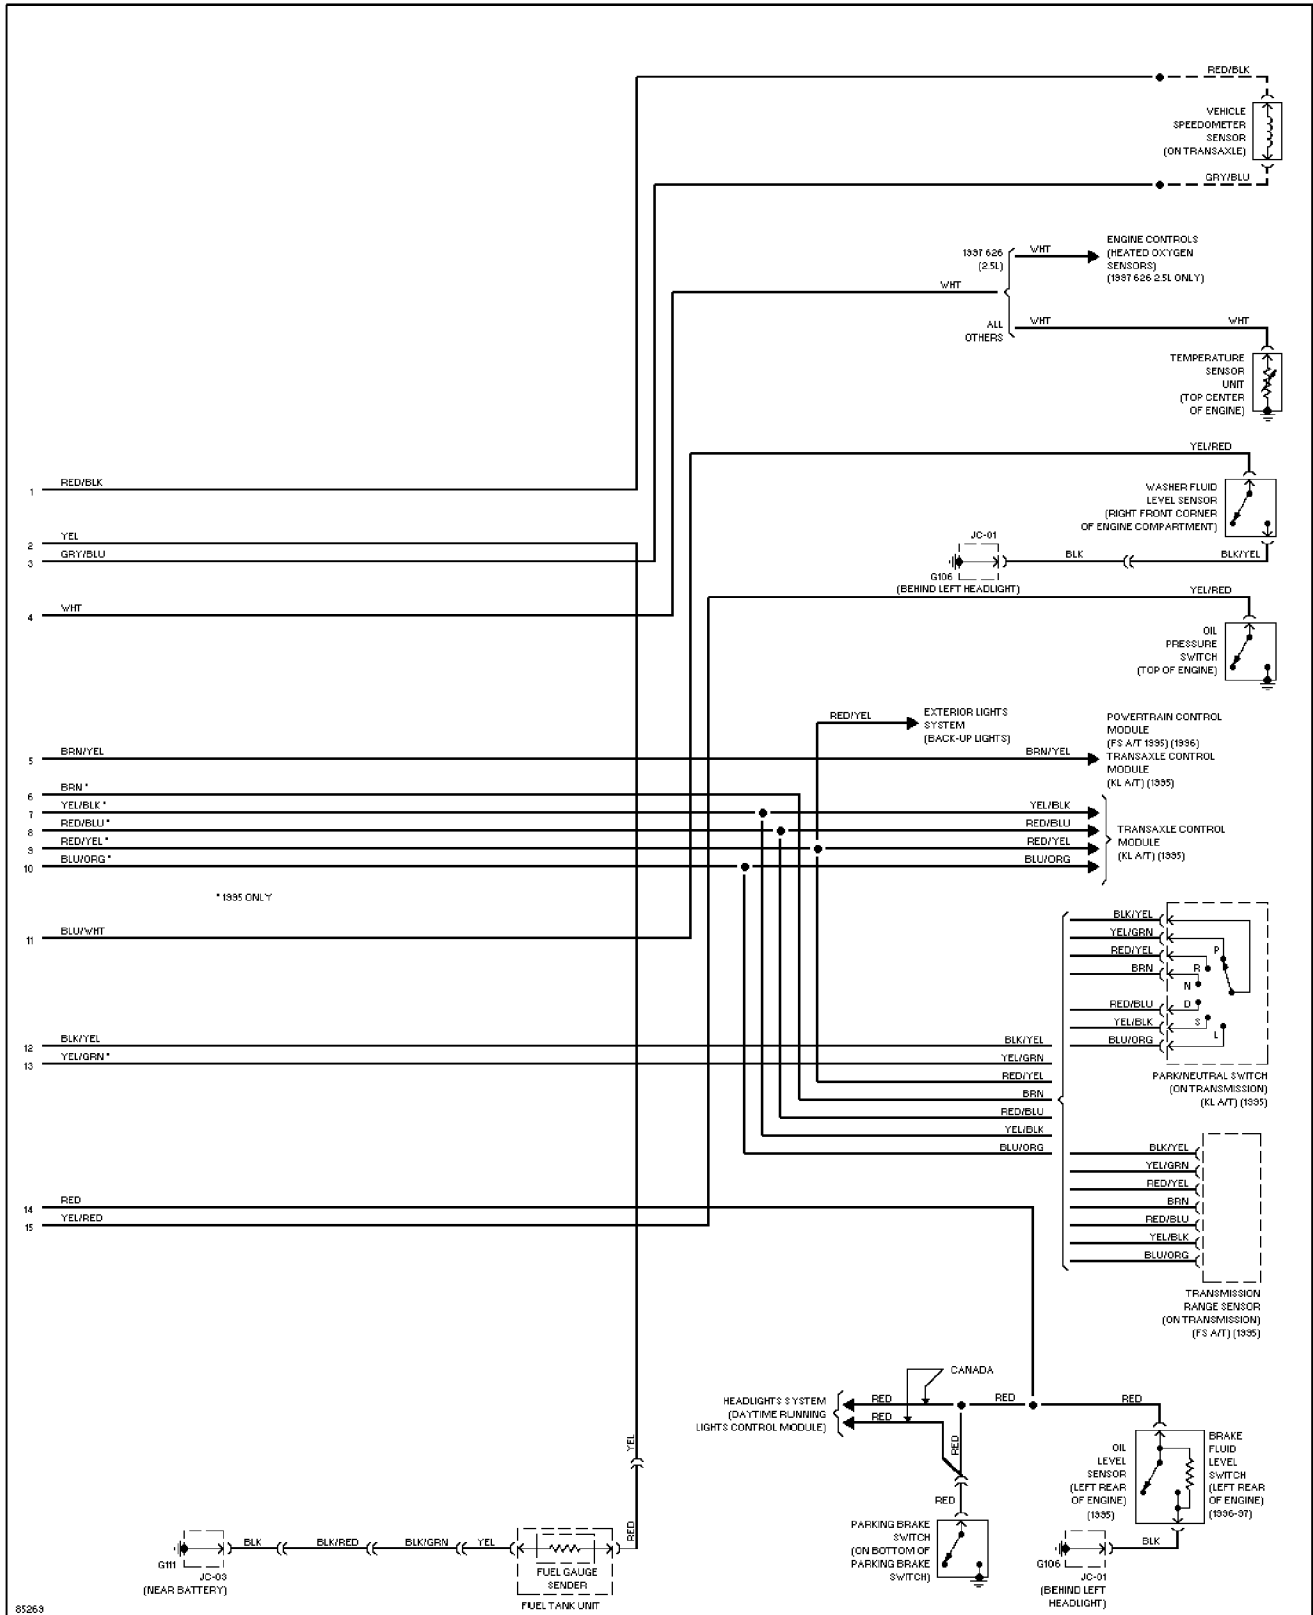 RED/BLK
VEHICLE
SPEEDOMETER
SENSOR
(ON TRANSAXLE)
GRY/BLU
1997 626
(2.5L)
WHT
ENGINE CONTROLS
(HEATED OXYGEN
SENSORS)
(1997 626 2.5L ONLY)
WHT
ALL
OTHERS
WHT
WHT
TEMPERATURE
SENSOR
UNIT
(TOP CENTER
OF ENGINE)
YEL/RED
WASHER FLUID
LEVEL SENSOR
(RIGHT FRONT CORNER
OF ENGINE COMPARTMENT)
1 RED/BLK
2 YEL
3 GRY/BLU
JC-01
BLK
BLK/YEL
G106
(BEHIND LEFT HEADLIGHT)
4 WHT
YEL/RED
OIL
PRESSURE
SWITCH
(TOP OF ENGINE)
RED/YEL
EXTERIOR LIGHTS
SYSTEM
(BACK-UP LIGHTS)
POWERTRAIN CONTROL
MODULE
(FS A/T 1995) (1996)
TRANSAXLE CONTROL
MODULE
(KL A/T) (1995)
5 BRN/YEL
BRN/YEL
6 BRN *
7 YEL/BLK *
YEL/BLK
8 RED/BLU *
RED/BLU
9 RED/YEL *
RED/YEL
10 BLU/ORG *
BLU/ORG
TRANSAXLE CONTROL
MODULE
(KL A/T) (1995)
* 1995 ONLY
11 BLU/WHT
BLK/YEL
YEL/GRN
RED/YEL
BRN
RED/BLU
YEL/BLK
BLU/ORG
P
R
N
D
S
L
PARK/NEUTRAL SWITCH
(ON TRANSMISSION)
(KL A/T) (1995)
12 BLK/YEL
BLK/YEL
13 YEL/GRN *
YEL/GRN
RED/YEL
BRN
RED/BLU
YEL/BLK
BLU/ORG
BLK/YEL
YEL/GRN
RED/YEL
BRN
RED/BLU
YEL/BLK
BLU/ORG
TRANSMISSION
RANGE SENSOR
(ON TRANSMISSION)
(FS A/T) (1995)
14 RED
15 YEL/RED
CANADA
HEADLIGHTS SYSTEM
(DAYTIME RUNNING
LIGHTS CONTROL MODULE)
RED
RED
RED
RED
RED
RED
PARKING BRAKE
SWITCH
(ON BOTTOM OF
PARKING BRAKE
SWITCH)
OIL
LEVEL
SENSOR
(LEFT REAR
OF ENGINE)
(1995)
BRAKE
FLUID
LEVEL
SWITCH
(LEFT REAR
OF ENGINE)
(1996-97)
BLK
G106
JC-01
(BEHIND LEFT
HEADLIGHT)
YEL
RED
G111
JC-03
(NEAR BATTERY)
BLK
BLK/RED
BLK/GRN
YEL
FUEL GAUGE
SENDER
FUEL TANK UNIT
85269